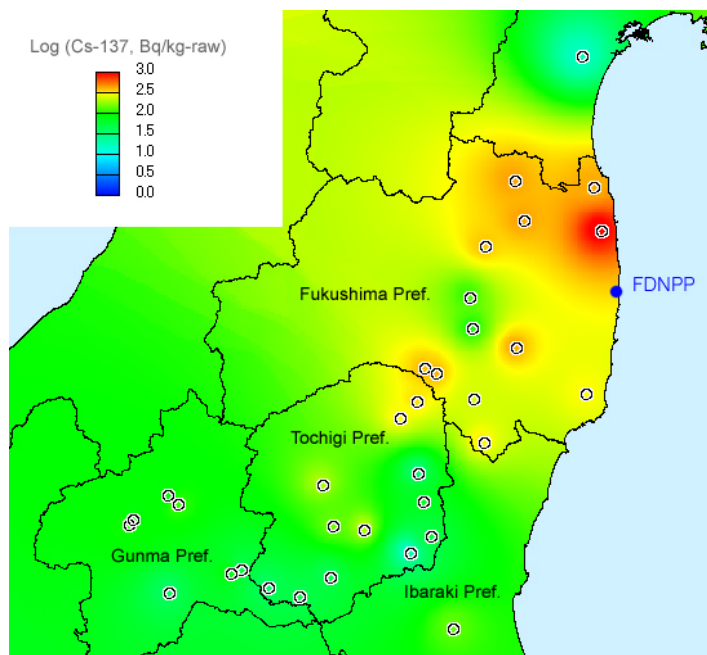 Log (Cs-137, Bq/kg-raw)
3.0
2.5
2.0
1.5
1.0
0.5
0.0
Fukushima Pref.
FDNPP
Tochigi Pref.
Gunma Pref.
Ibaraki Pref.